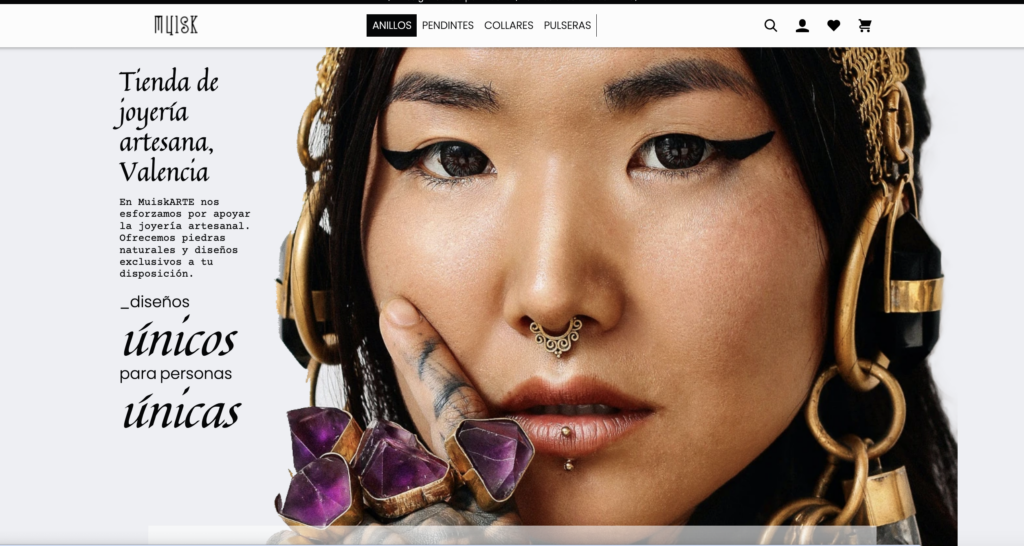 MUISK
ANILLOS PENDINTES COLLARES PULSERAS
Tienda de
joyería
artesana,
Valencia
En MuiskARTE nos
esforzamos por apoyar
la joyería artesanal.
Ofrecemos piedras
naturales y diseños
exclusivos a tu
disposición.
_diseños
únicos
para personas
únicas